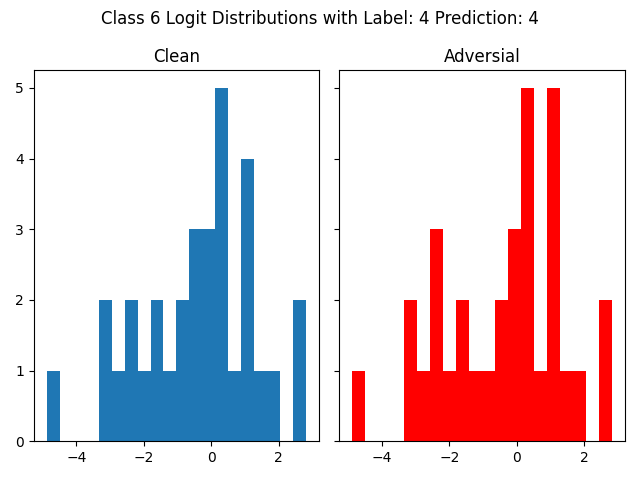 Class 6 Logit Distributions with Label: 4 Prediction: 4
Clean
Adversial
5
4
3
2
1
0
−4 −2 0 2
−4 −2 0 2